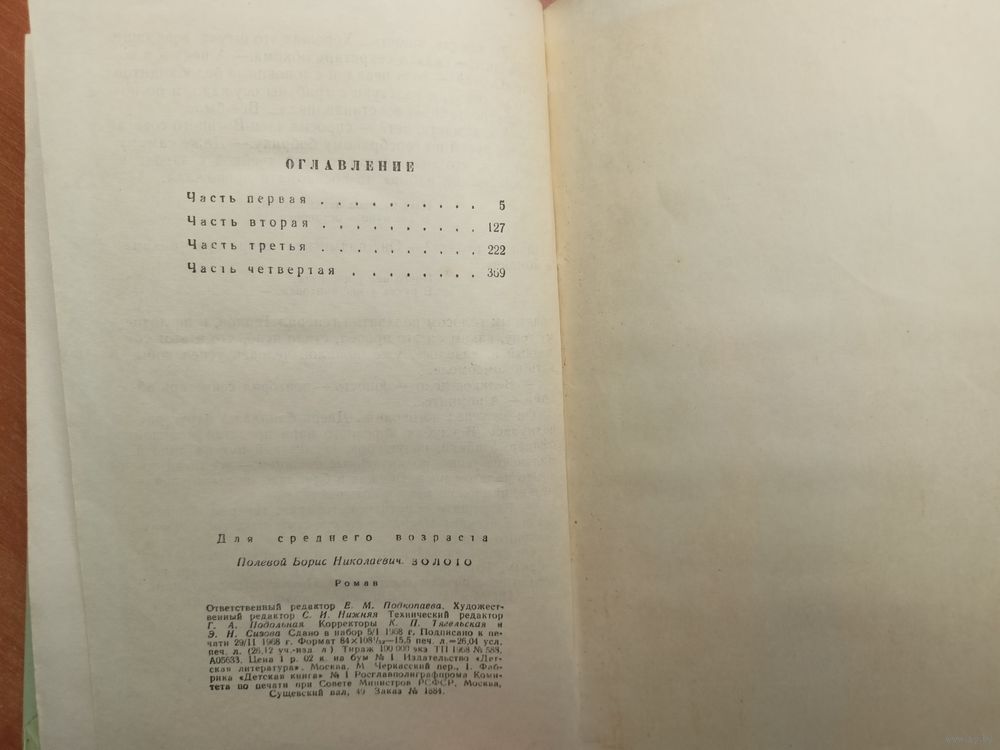 ОГЛАВЛЕНИЕ
Часть первая . . . . . . . . . . 5
Часть вторая . . . . . . . . . . 127
Часть третья . . . . . . . . . . 222
Часть четвертая . . . . . . . . 369
Для среднего возраста
Полевой Борис Николаевич. ЗОЛОТО
Роман
Ответственный редактор Е. М. Подкопаева. Художест-
венный редактор С. И. Нижняя Технический редактор
Г. А. Подольная Корректоры К. П. Тягельская и
Э. Н. Сизова Сдано в набор 5/I 1968 г. Подписано к пе-
чати 29/II 1968 г. Формат 84×108¹/₃₂—15,5 печ. л.=26,04 усл.
печ. л. (26,12 уч.-изд л.) Тираж 100 000 экз ТП 1968 № 588.
А05633. Цена 1 р. 02 к. на бум № 1 Издательство «Дет-
ская литература». Москва, М Черкасский пер., 1. Фаб-
рика «Детская книга» № 1 Росглавполиграфпрома Коми-
тета по печати при Совете Министров РСФСР, Москва,
Сущевский вал, 49 Заказ № 1884.